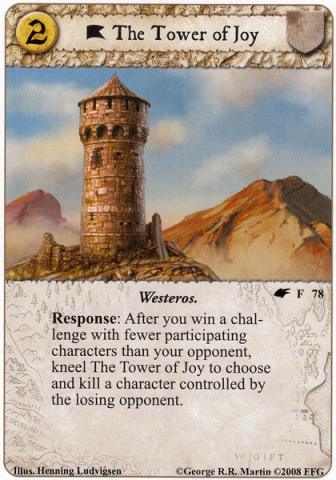 2
The Tower of Joy
Westeros.
F 78
Response: After you win a chal-
lenge with fewer participating
characters than your opponent,
kneel The Tower of Joy to choose
and kill a character controlled by
the losing opponent.
W GIFT
Illus. Henning Ludvigsen
©George R.R. Martin ©2008 FFG